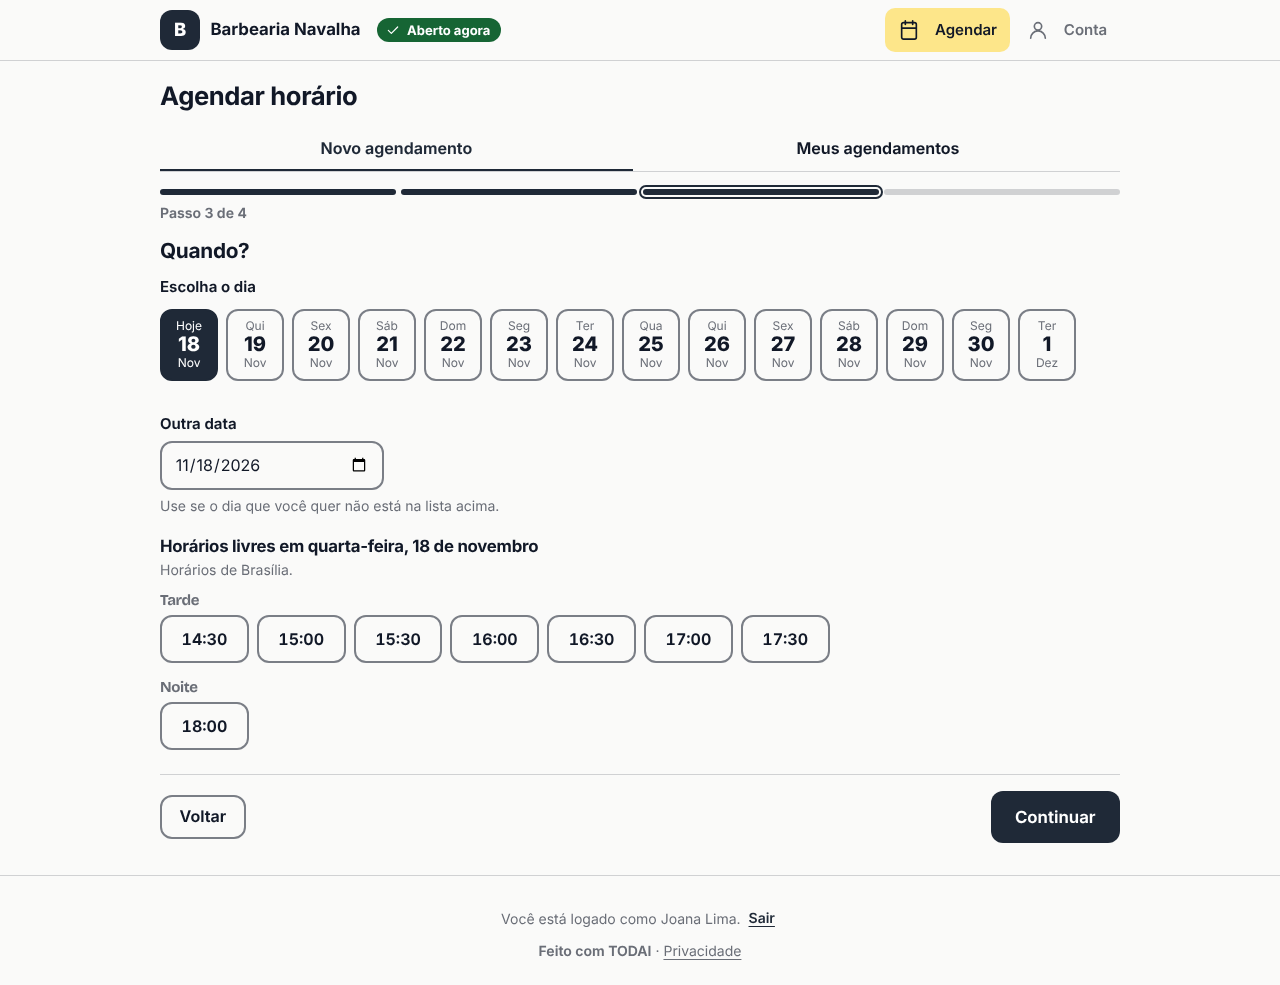 B Barbearia Navalha Aberto agora Agendar Conta
Agendar horário
Novo agendamento Meus agendamentos
Passo 3 de 4
Quando?
Escolha o dia
Hoje Qui Sex Sáb Dom Seg Ter Qua Qui Sex Sáb Dom Seg Ter
18 19 20 21 22 23 24 25 26 27 28 29 30 1
Nov Nov Nov Nov Nov Nov Nov Nov Nov Nov Nov Nov Nov Dez
Outra data
11/18/2026
Use se o dia que você quer não está na lista acima.
Horários livres em quarta-feira, 18 de novembro
Horários de Brasília.
Tarde
14:30 15:00 15:30 16:00 16:30 17:00 17:30
Noite
18:00
Voltar Continuar
Você está logado como Joana Lima. Sair
Feito com TODAI · Privacidade